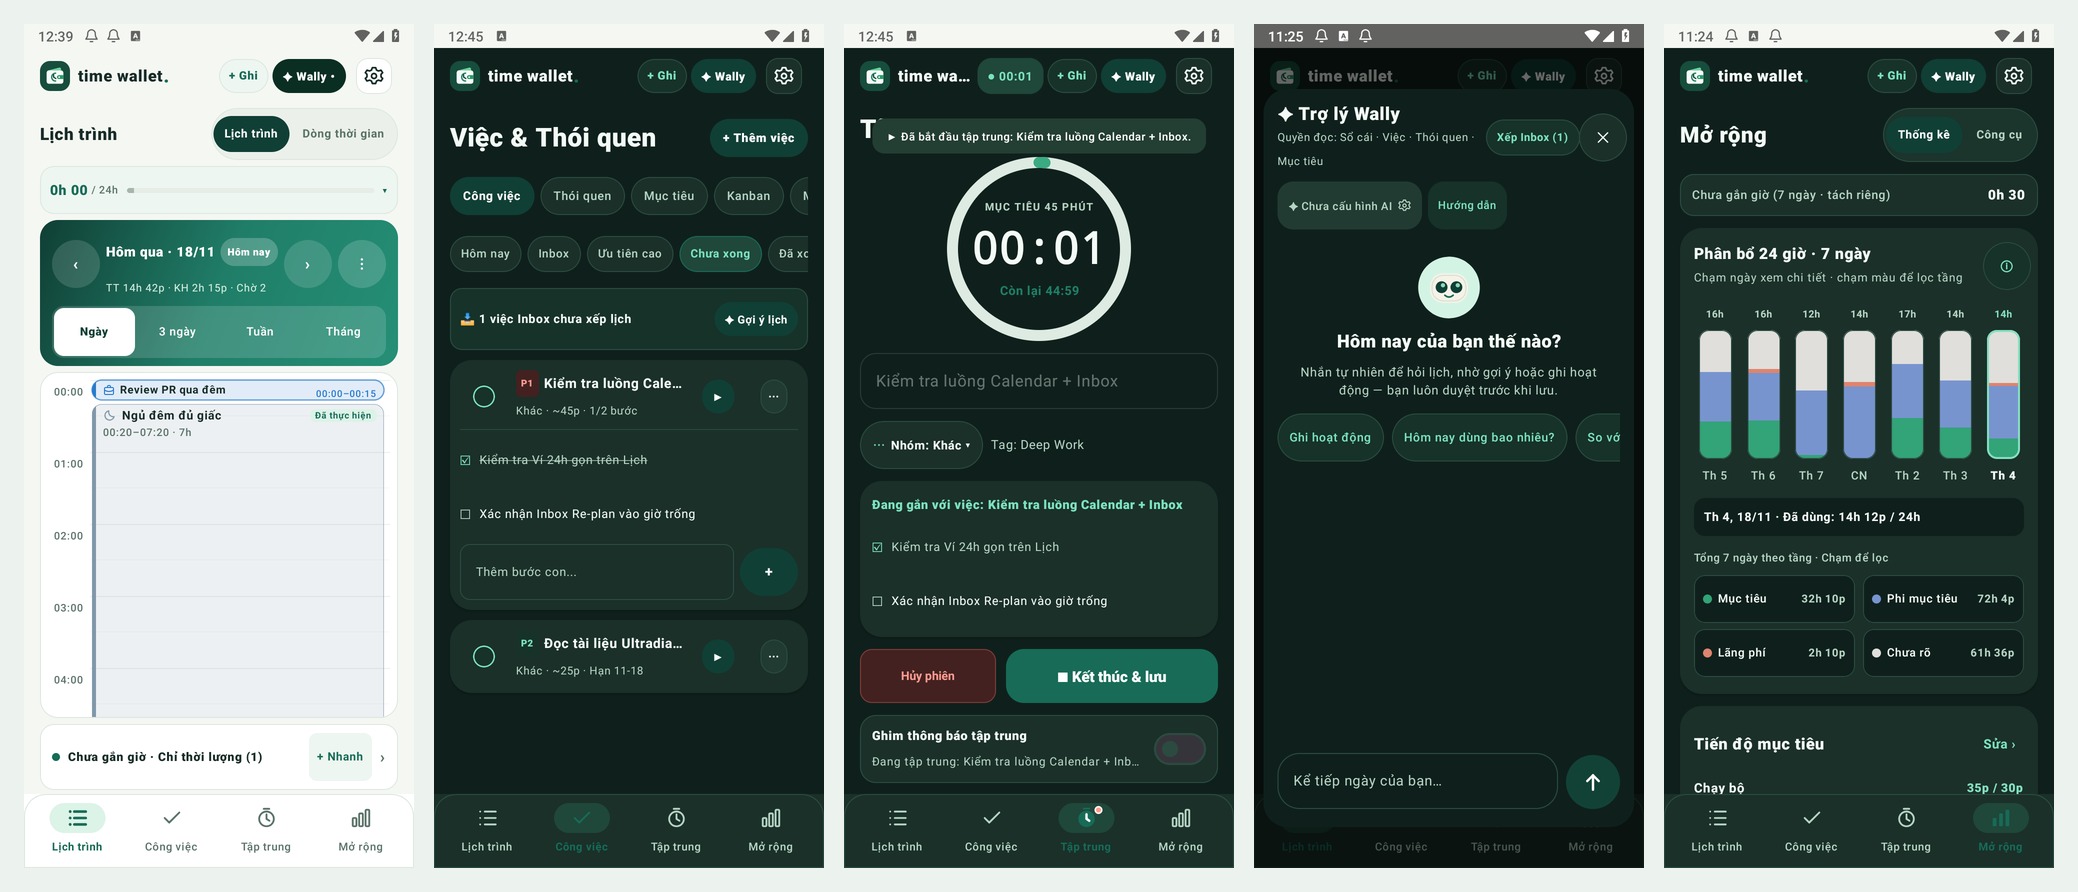 12:39
time wallet.
+ Ghi
✦ Wally •
Lịch trình
Lịch trình
Dòng thời gian
0h 00 / 24h
Hôm qua · 18/11
Hôm nay
TT 14h 42p · KH 2h 15p · Chờ 2
Ngày
3 ngày
Tuần
Tháng
00:00
Review PR qua đêm
00:00–00:15
Ngủ đêm đủ giấc
Đã thực hiện
00:20–07:20 · 7h
01:00
02:00
03:00
04:00
Chưa gắn giờ · Chỉ thời lượng (1)
+ Nhanh
Lịch trình
Công việc
Tập trung
Mở rộng
12:45
time wallet.
+ Ghi
✦ Wally
Việc & Thói quen
+ Thêm việc
Công việc
Thói quen
Mục tiêu
Kanban
Hôm nay
Inbox
Ưu tiên cao
Chưa xong
Đã xo
1 việc Inbox chưa xếp lịch
✦ Gợi ý lịch
P1
Kiểm tra luồng Cale...
Khác · ~45p · 1/2 bước
Kiểm tra Ví 24h gọn trên Lịch
Xác nhận Inbox Re-plan vào giờ trống
Thêm bước con...
+
P2
Đọc tài liệu Ultradia...
Khác · ~25p · Hạn 11-18
Lịch trình
Công việc
Tập trung
Mở rộng
12:45
time wa...
• 00:01
+ Ghi
✦ Wally
T
▶ Đã bắt đầu tập trung: Kiểm tra luồng Calendar + Inbox.
MỤC TIÊU 45 PHÚT
00:01
Còn lại 44:59
Kiểm tra luồng Calendar + Inbox
··· Nhóm: Khác ▾
Tag: Deep Work
Đang gắn với việc: Kiểm tra luồng Calendar + Inbox
Kiểm tra Ví 24h gọn trên Lịch
Xác nhận Inbox Re-plan vào giờ trống
Hủy phiên
■ Kết thúc & lưu
Ghim thông báo tập trung
Đang tập trung: Kiểm tra luồng Calendar + Inb...
Lịch trình
Công việc
Tập trung
Mở rộng
11:25
time wallet.
+ Ghi
✦ Wally
✦ Trợ lý Wally
Quyền đọc: Sổ cái · Việc · Thói quen ·
Mục tiêu
Xếp Inbox (1)
✦ Chưa cấu hình AI
Hướng dẫn
Hôm nay của bạn thế nào?
Nhắn tự nhiên để hỏi lịch, nhờ gợi ý hoặc ghi hoạt
động — bạn luôn duyệt trước khi lưu.
Ghi hoạt động
Hôm nay dùng bao nhiêu?
So vớ
Kể tiếp ngày của bạn...
Lịch trình
Công việc
Tập trung
Mở rộng
11:24
time wallet.
+ Ghi
✦ Wally
Mở rộng
Thống kê
Công cụ
Chưa gắn giờ (7 ngày · tách riêng)
0h 30
Phân bổ 24 giờ · 7 ngày
Chạm ngày xem chi tiết · chạm màu để lọc tầng
16h
16h
12h
14h
17h
14h
14h
Th 5
Th 6
Th 7
CN
Th 2
Th 3
Th 4
Th 4, 18/11 · Đã dùng: 14h 12p / 24h
Tổng 7 ngày theo tầng · Chạm để lọc
Mục tiêu
32h 10p
Phi mục tiêu
72h 4p
Lãng phí
2h 10p
Chưa rõ
61h 36p
Tiến độ mục tiêu
Sửa ›
Chạy bộ
35p / 30p
Lịch trình
Công việc
Tập trung
Mở rộng